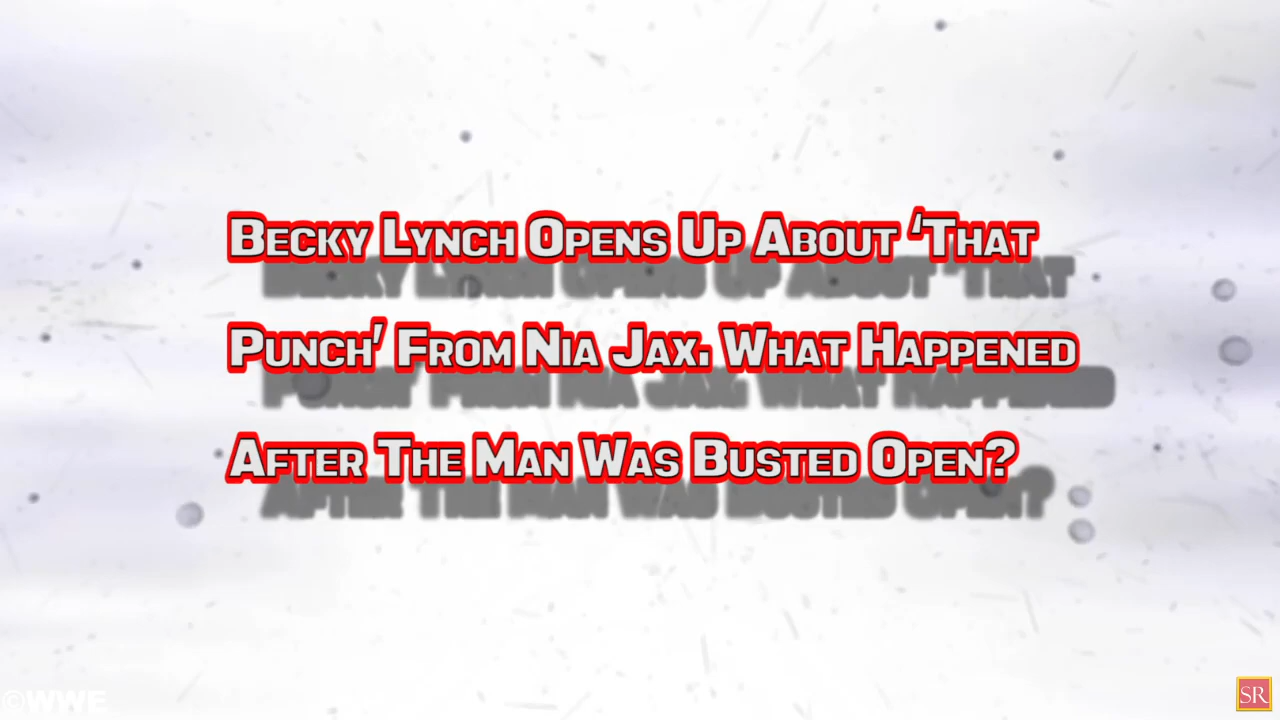 Becky Lynch Opens Up About ‘That
Punch’ From Nia Jax. What Happened
After The Man Was Busted Open?
©WWE
SR